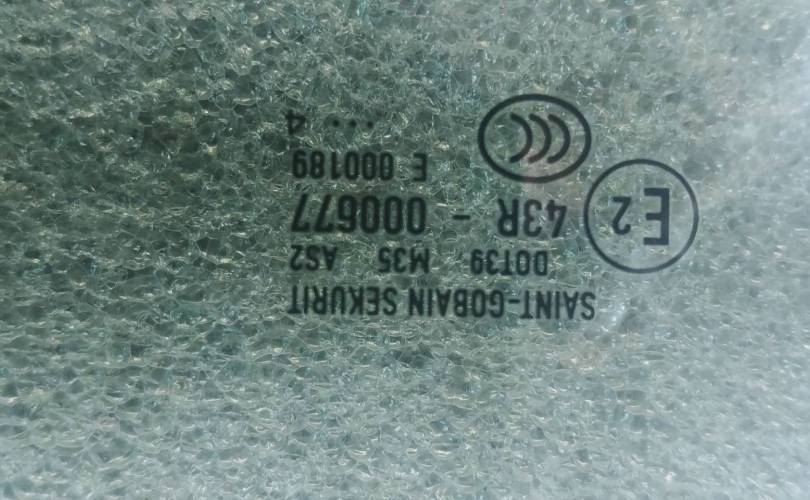 SAINT-GOBAIN SEKURIT
DOT39 M35 AS2
E2 43R - 000677
E 000189
... 4